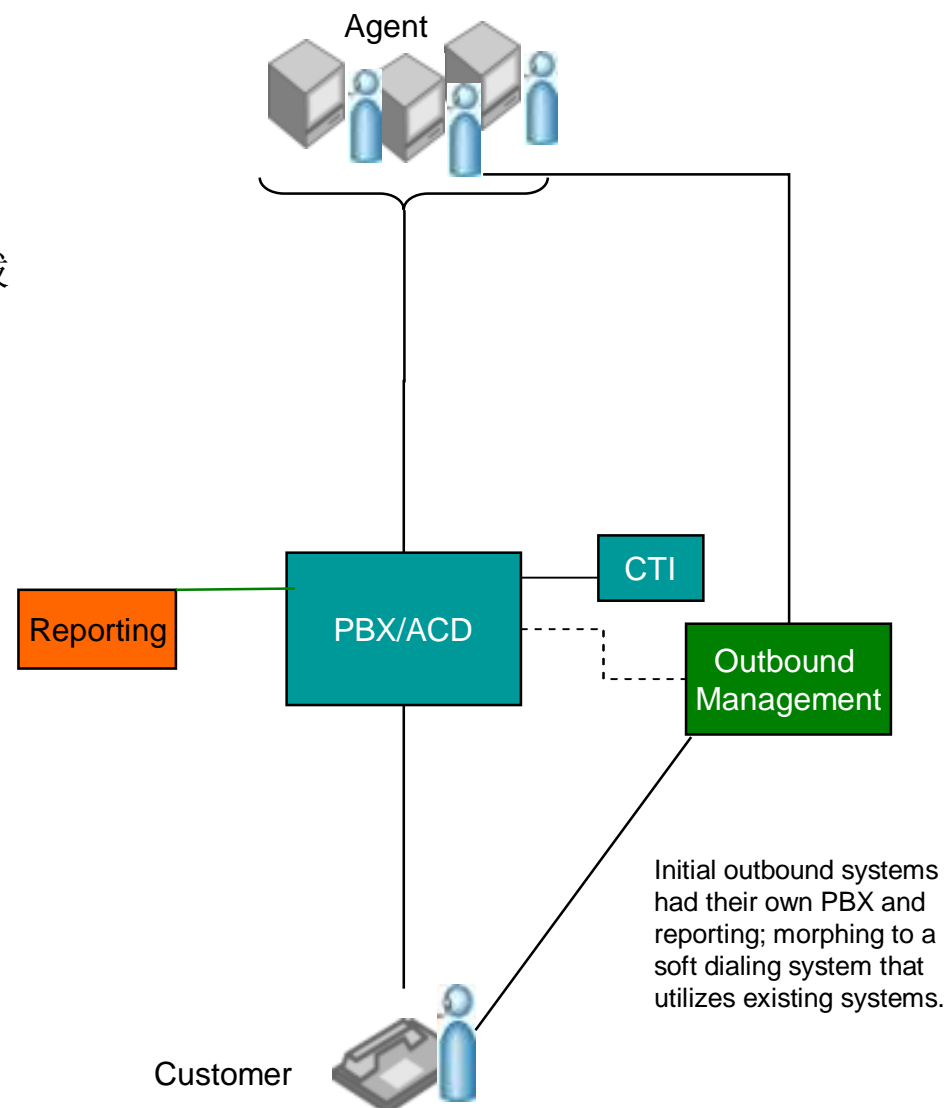 Agent
CTI
Reporting
PBX/ACD
Outbound
Management
Initial outbound systems
had their own PBX and
reporting; morphing to a
soft dialing system that
utilizes existing systems.
Customer